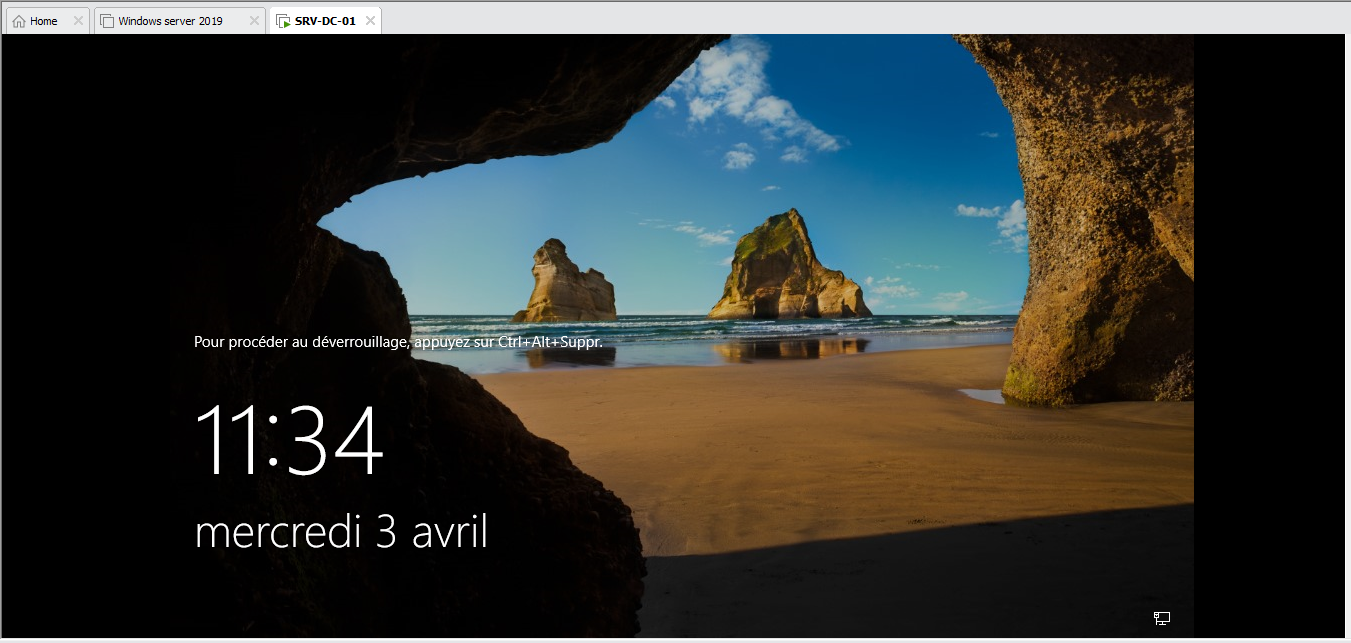 Home
Windows server 2019
SRV-DC-01
Pour procéder au déverrouillage, appuyez sur Ctrl+Alt+Suppr.
11:34
mercredi 3 avril